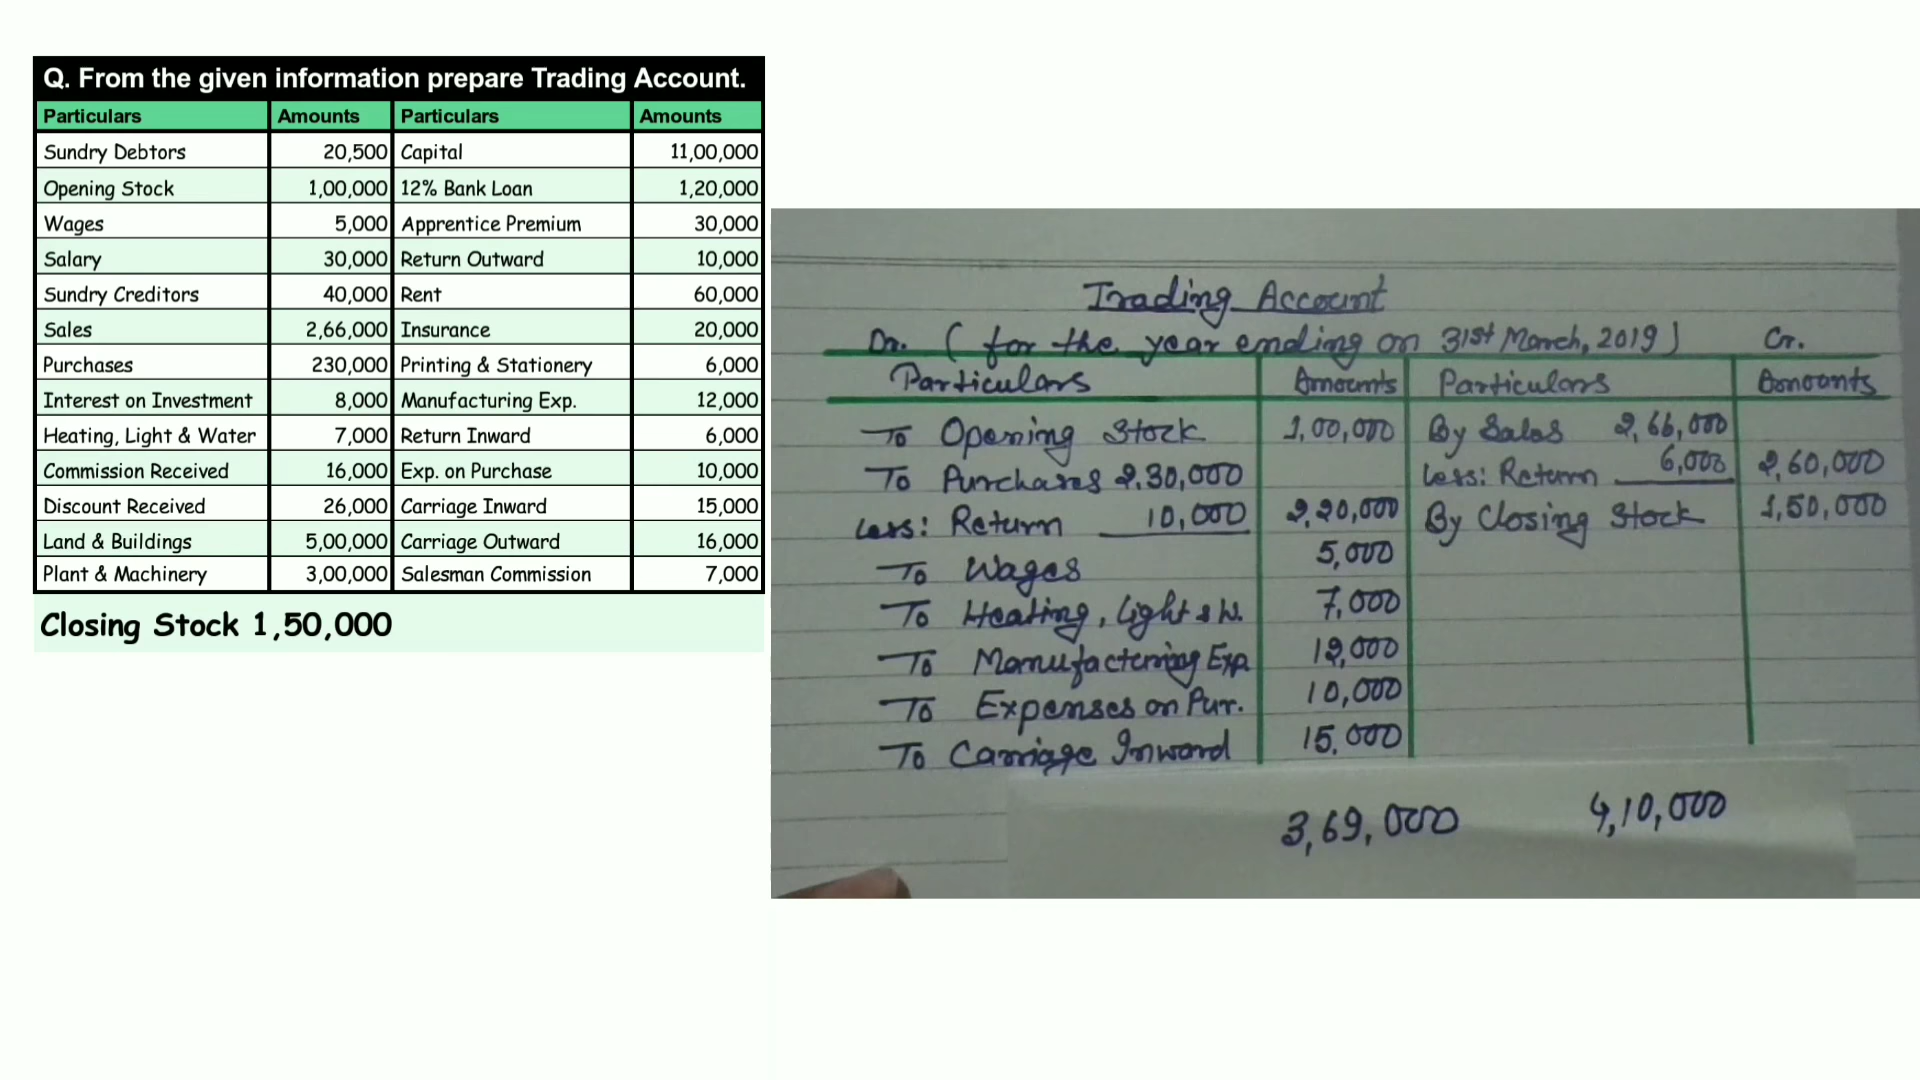 Q. From the given information prepare Trading Account.
Particulars Amounts Particulars Amounts
Sundry Debtors 20,500 Capital 11,00,000
Opening Stock 1,00,000 12% Bank Loan 1,20,000
Wages 5,000 Apprentice Premium 30,000
Salary 30,000 Return Outward 10,000
Sundry Creditors 40,000 Rent 60,000
Sales 2,66,000 Insurance 20,000
Purchases 230,000 Printing & Stationery 6,000
Interest on Investment 8,000 Manufacturing Exp. 12,000
Heating, Light & Water 7,000 Return Inward 6,000
Commission Received 16,000 Exp. on Purchase 10,000
Discount Received 26,000 Carriage Inward 15,000
Land & Buildings 5,00,000 Carriage Outward 16,000
Plant & Machinery 3,00,000 Salesman Commission 7,000
Closing Stock 1,50,000
Trading Account
Dr. ( for the year ending on 31st March, 2019 ) Cr.
Particulars Amounts Particulars Amounts
To Opening Stock 1,00,000 By Sales 2,66,000
To Purchases 2,30,000 Less: Return 6,000 2,60,000
Less: Return 10,000 2,20,000 By Closing Stock 1,50,000
To Wages 5,000
To Heating, Light & W. 7,000
To Manufacturing Exp. 12,000
To Expenses on Pur. 10,000
To Carriage Inward 15,000
3,69,000 4,10,000